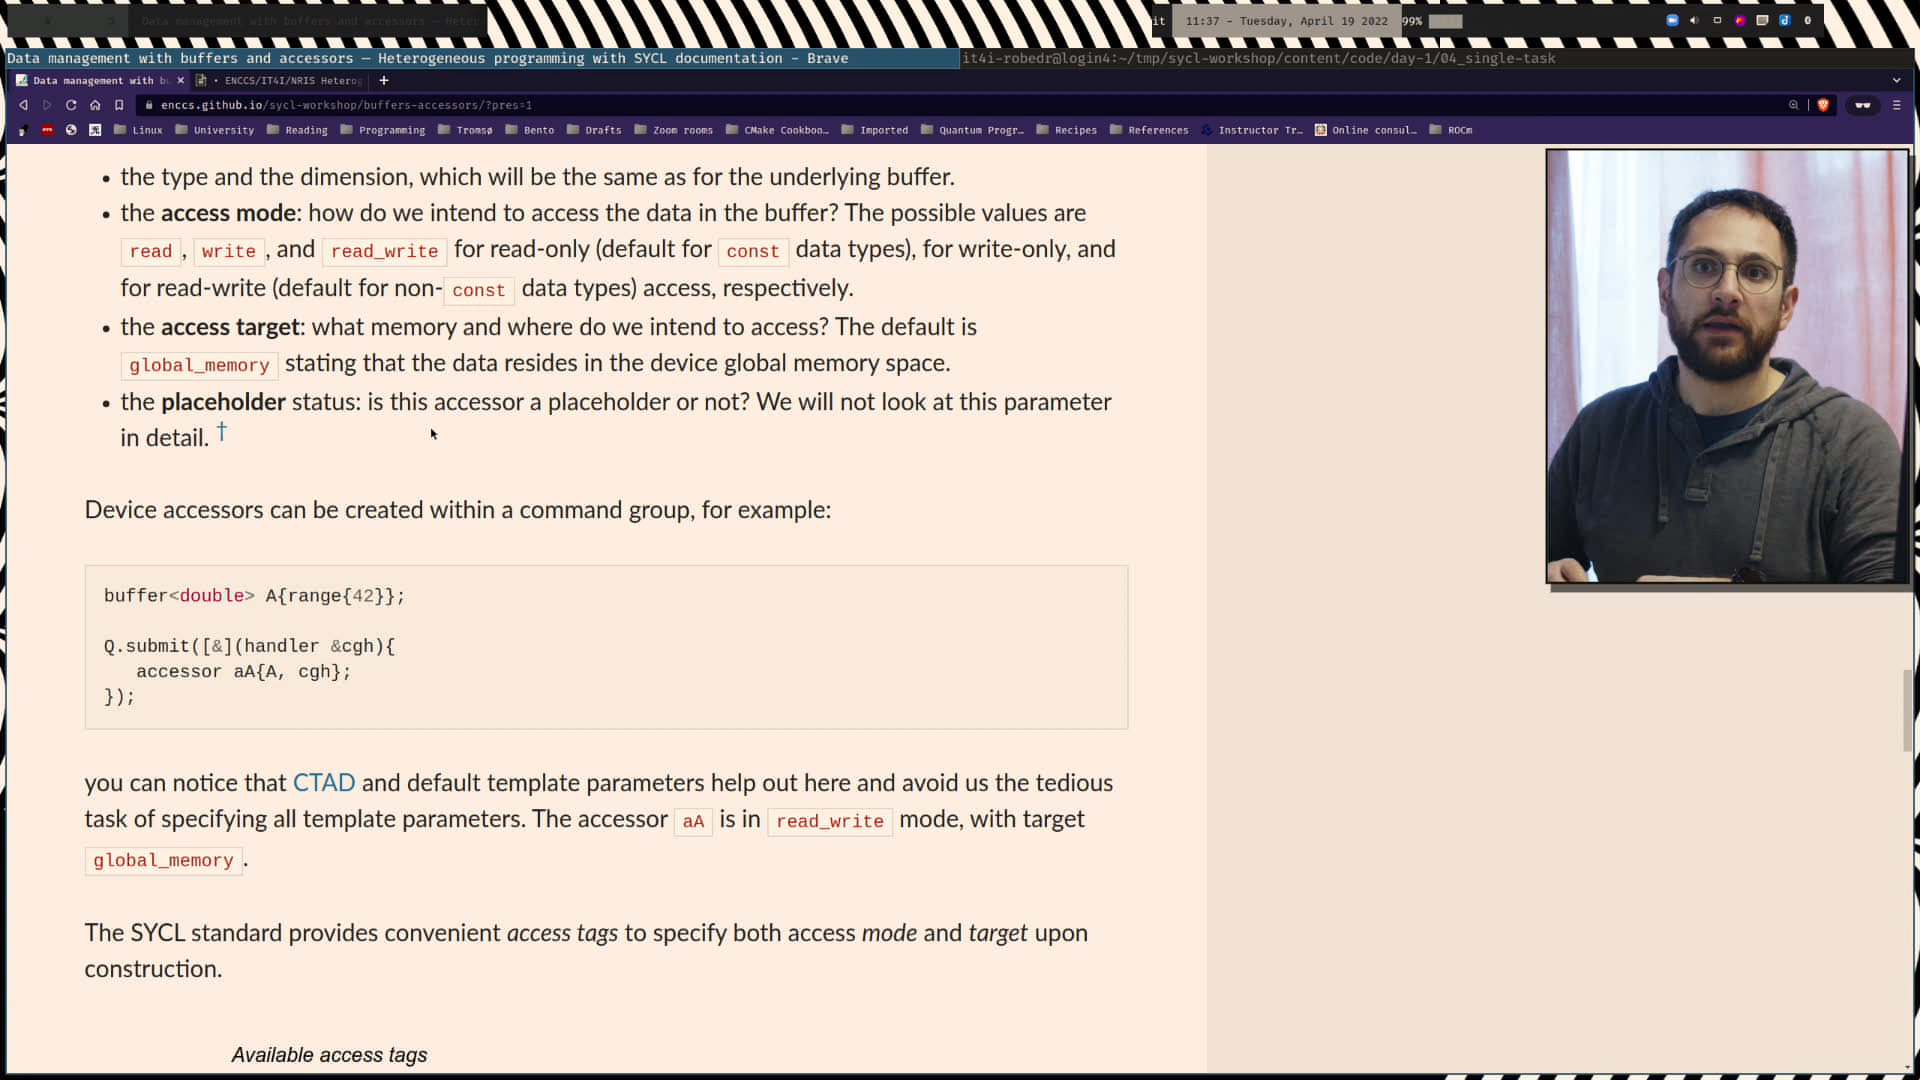 Data management with buffers and accessors — Heter
it
11:37 - Tuesday, April 19 2022
99%
Data management with buffers and accessors — Heterogeneous programming with SYCL documentation - Brave
it4i-robedr@login4:~/tmp/sycl-workshop/content/code/day-1/04_single-task
Data management with b
ENCCS/IT4I/NRIS Heterog
enccs.github.io/sycl-workshop/buffers-accessors/?pres=1
Linux
University
Reading
Programming
Tromsø
Bento
Drafts
Zoom rooms
CMake Cookboo…
Imported
Quantum Progr…
Recipes
References
Instructor Tr…
Online consul…
ROCm
• the type and the dimension, which will be the same as for the underlying buffer.
• the access mode: how do we intend to access the data in the buffer? The possible values are
read , write , and read_write for read-only (default for const data types), for write-only, and
for read-write (default for non- const data types) access, respectively.
• the access target: what memory and where do we intend to access? The default is
global_memory stating that the data resides in the device global memory space.
• the placeholder status: is this accessor a placeholder or not? We will not look at this parameter
in detail. †
Device accessors can be created within a command group, for example:
buffer<double> A{range{42}};
Q.submit([&](handler &cgh){
accessor aA{A, cgh};
});
you can notice that CTAD and default template parameters help out here and avoid us the tedious
task of specifying all template parameters. The accessor aA is in read_write mode, with target
global_memory .
The SYCL standard provides convenient access tags to specify both access mode and target upon
construction.
Available access tags